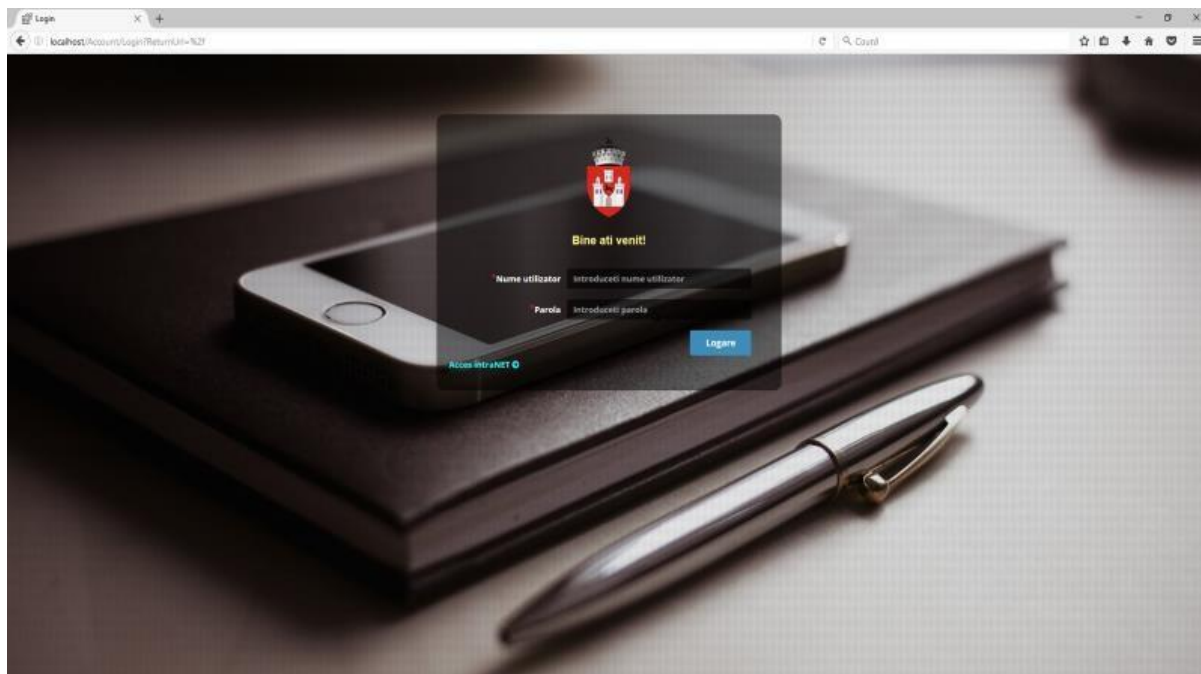 Login
localhost/Account/Login?ReturnUrl=%2f
Caută
Bine ati venit!
*Nume utilizator Introduceti nume utilizator
*Parola Introduceti parola
Logare
Acces intraNET